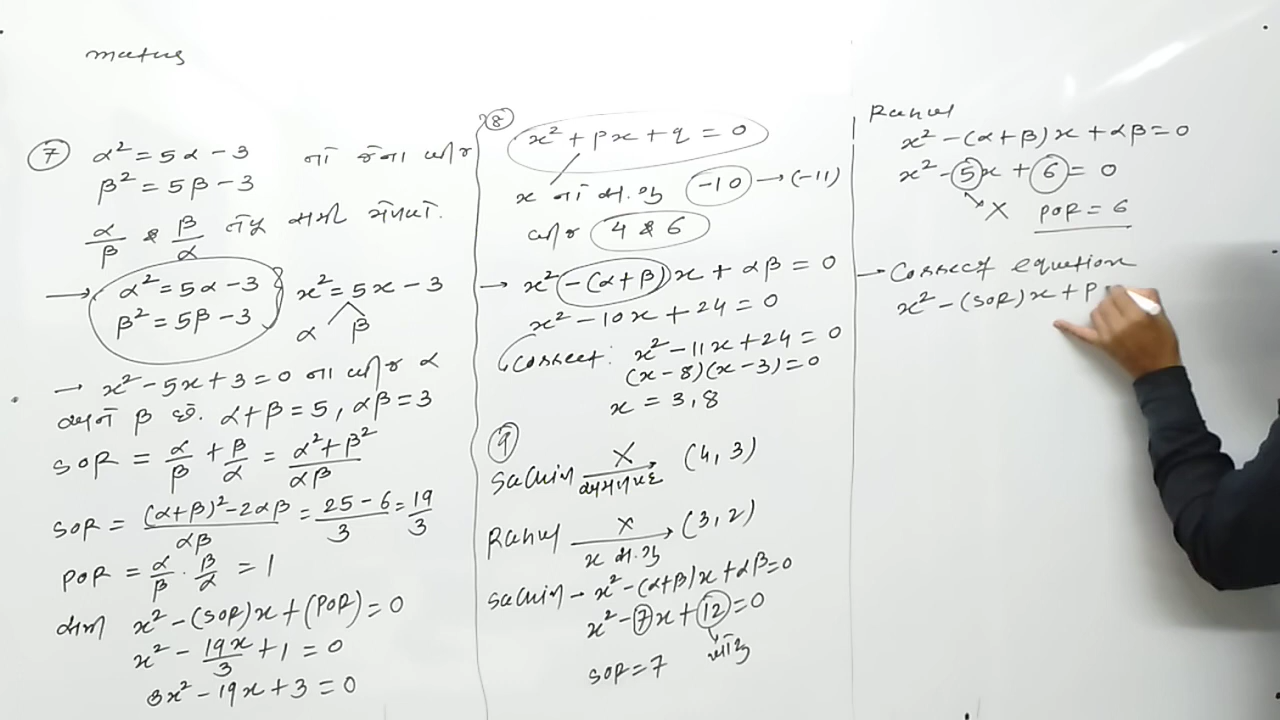 maths
⑦ α² = 5α - 3
β² = 5β - 3
α/β & β/α
→ α² = 5α - 3
β² = 5β - 3
x² = 5x - 3
α β
→ x² - 5x + 3 = 0 ના બીજ α
અને β છે. α + β = 5, αβ = 3
SOR = α/β + β/α = (α² + β²)/αβ
SOR = ((α + β)² - 2αβ)/αβ = (25 - 6)/3 = 19/3
POR = α/β · β/α = 1
x² - (SOR)x + (POR) = 0
x² - 19x/3 + 1 = 0
3x² - 19x + 3 = 0
⑧ x² + px + q = 0
x નો સ.ગુ -10 → (-11)
બીજ 4 & 6
→ x² - (α + β)x + αβ = 0
x² - 10x + 24 = 0
Correct: x² - 11x + 24 = 0
(x - 8)(x - 3) = 0
x = 3, 8
⑨
Sachin X અચળપદ (4, 3)
Rahul X x સ.ગુ (3, 2)
Sachin - x² - (α + β)x + αβ = 0
x² - 7x + 12 = 0
ખોટુ
SOR = 7
Rahul
x² - (α + β)x + αβ = 0
x² - 5x + 6 = 0
X POR = 6
→ Correct equation
x² - (SOR)x + P